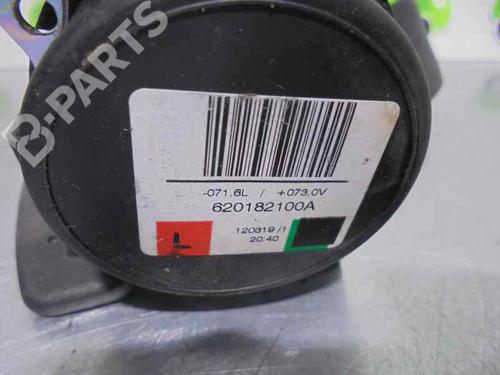 B-PARTS
-071,6L / +073,0V
620182100A
L
120319 /1
20:40